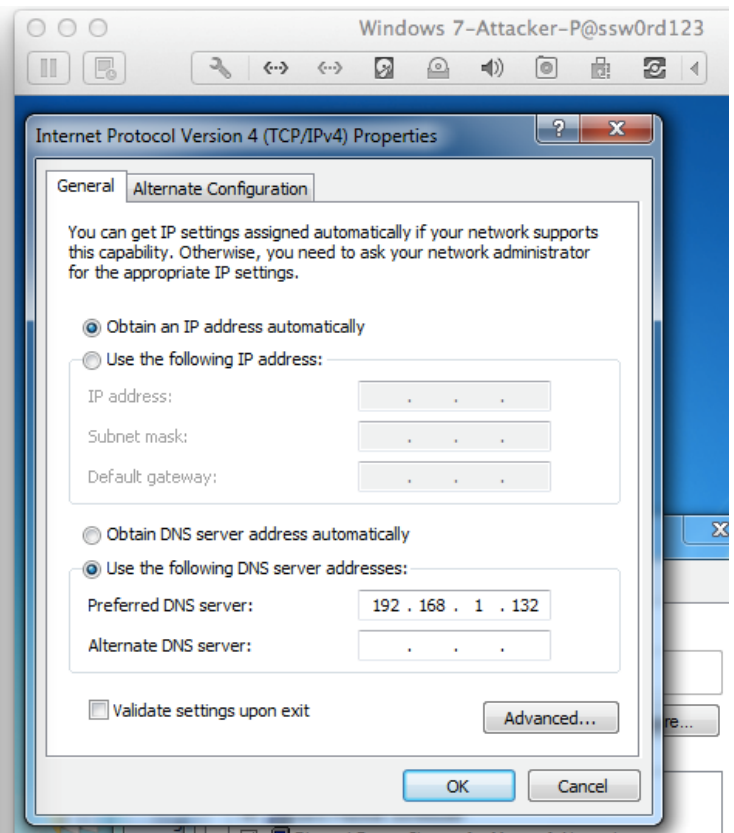 Windows 7-Attacker-P@ssw0rd123
Internet Protocol Version 4 (TCP/IPv4) Properties
General
Alternate Configuration
You can get IP settings assigned automatically if your network supports
this capability. Otherwise, you need to ask your network administrator
for the appropriate IP settings.
Obtain an IP address automatically
Use the following IP address:
IP address: . . .
Subnet mask: . . .
Default gateway: . . .
Obtain DNS server address automatically
Use the following DNS server addresses:
Preferred DNS server: 192 . 168 . 1 . 132
Alternate DNS server: . . .
Validate settings upon exit
Advanced...
re...
OK
Cancel